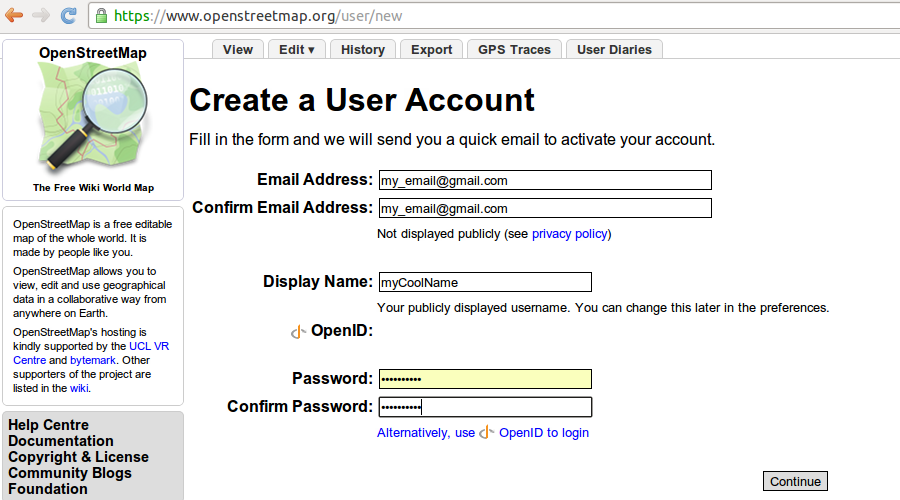 https://www.openstreetmap.org/user/new
OpenStreetMap
The Free Wiki World Map
OpenStreetMap is a free editable
map of the whole world. It is
made by people like you.
OpenStreetMap allows you to
view, edit and use geographical
data in a collaborative way from
anywhere on Earth.
OpenStreetMap's hosting is
kindly supported by the UCL VR
Centre and bytemark. Other
supporters of the project are
listed in the wiki.
Help Centre
Documentation
Copyright & License
Community Blogs
Foundation
View Edit ▾ History Export GPS Traces User Diaries
Create a User Account
Fill in the form and we will send you a quick email to activate your account.
Email Address: my_email@gmail.com
Confirm Email Address: my_email@gmail.com
Not displayed publicly (see privacy policy)
Display Name: myCoolName
Your publicly displayed username. You can change this later in the preferences.
OpenID:
Password: ••••••••••
Confirm Password: ••••••••••
Alternatively, use OpenID to login
Continue